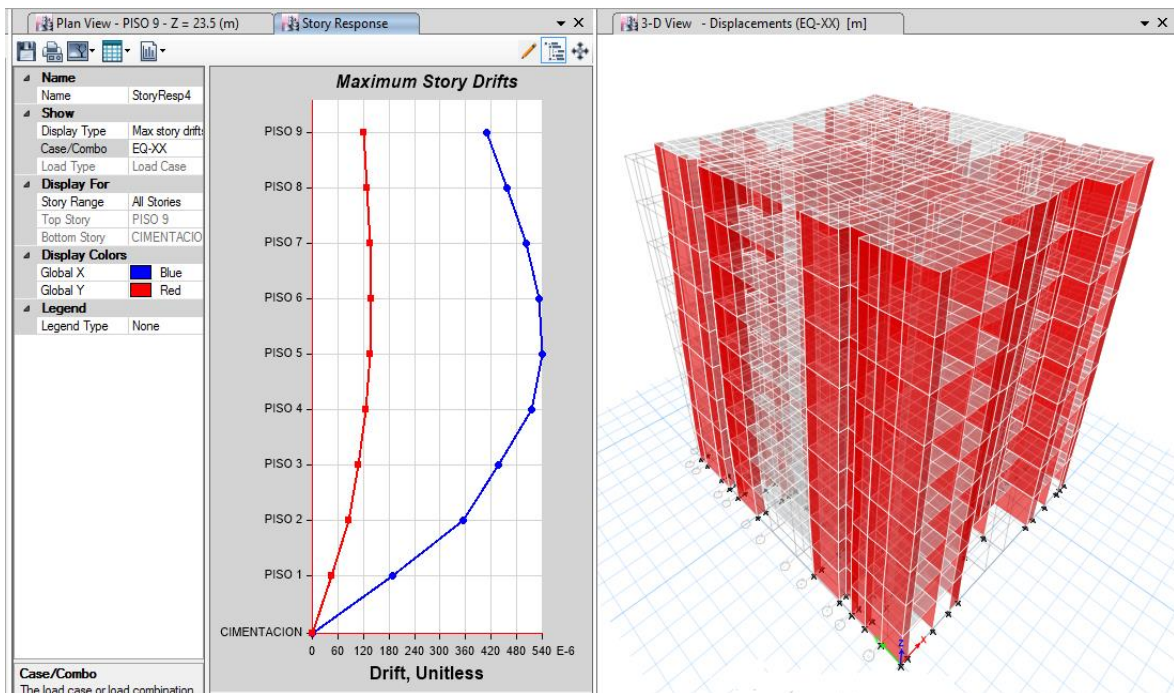 Plan View - PISO 9 - Z = 23.5 (m)
Story Response
3-D View - Displacements (EQ-XX) [m]
Name
Name StoryResp4
Show
Display Type Max story drifts
Case/Combo EQ-XX
Load Type Load Case
Display For
Story Range All Stories
Top Story PISO 9
Bottom Story CIMENTACIO
Display Colors
Global X Blue
Global Y Red
Legend
Legend Type None
Case/Combo
The load case or load combination
Maximum Story Drifts
PISO 9
PISO 8
PISO 7
PISO 6
PISO 5
PISO 4
PISO 3
PISO 2
PISO 1
CIMENTACION
0 60 120 180 240 300 360 420 480 540 E-6
Drift, Unitless
Z
X